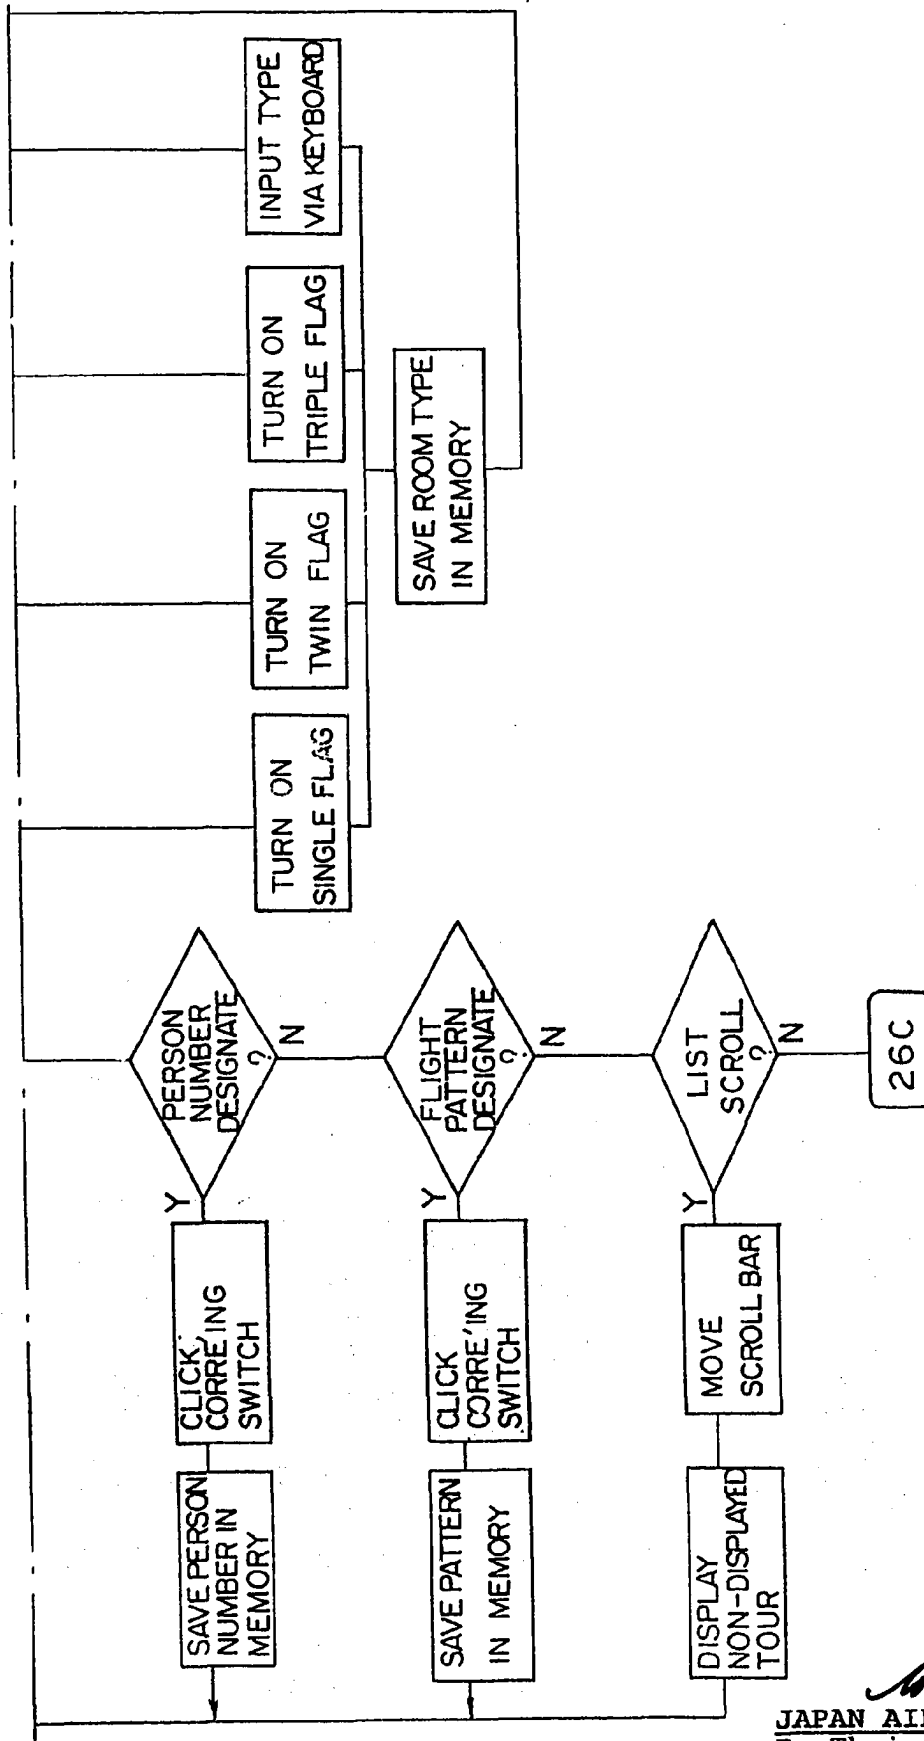 SAVE PERSON
NUMBER IN
MEMORY
CLICK
CORRE'ING
SWITCH
Y
PERSON
NUMBER
DESIGNATE
?
N
TURN ON
SINGLE FLAG
TURN ON
TWIN FLAG
TURN ON
TRIPLE FLAG
INPUT TYPE
VIA KEYBOARD
SAVE ROOM TYPE
IN MEMORY
SAVE PATTERN
IN MEMORY
CLICK
CORRE'ING
SWITCH
Y
FLIGHT
PATTERN
DESIGNATE
?
N
DISPLAY
NON-DISPLAYED
TOUR
MOVE
SCROLL BAR
Y
LIST
SCROLL
?
N
26C
JAPAN